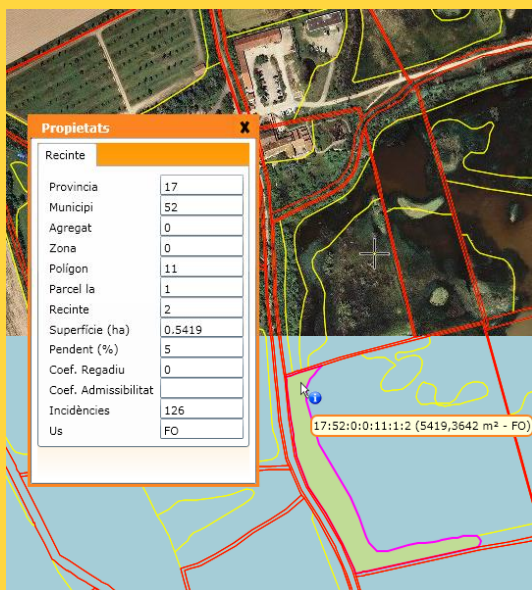 Propietats X
Recinte
Provincia 17
Municipi 52
Agregat 0
Zona 0
Polígon 11
Parcel la 1
Recinte 2
Superfície (ha) 0.5419
Pendent (%) 5
Coef. Regadiu 0
Coef. Admissibilitat
Incidències 126
Us FO
17:52:0:0:11:1:2 (5419,3642 m² - FO)